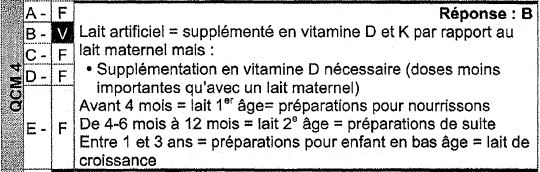 QCM 4
A - F Réponse : B
B - V Lait artificiel = supplémenté en vitamine D et K par rapport au
C - F lait maternel mais :
D - F • Supplémentation en vitamine D nécessaire (doses moins
importantes qu'avec un lait maternel)
Avant 4 mois = lait 1er âge= préparations pour nourrissons
E - F De 4-6 mois à 12 mois = lait 2e âge = préparations de suite
Entre 1 et 3 ans = préparations pour enfant en bas âge = lait de
croissance